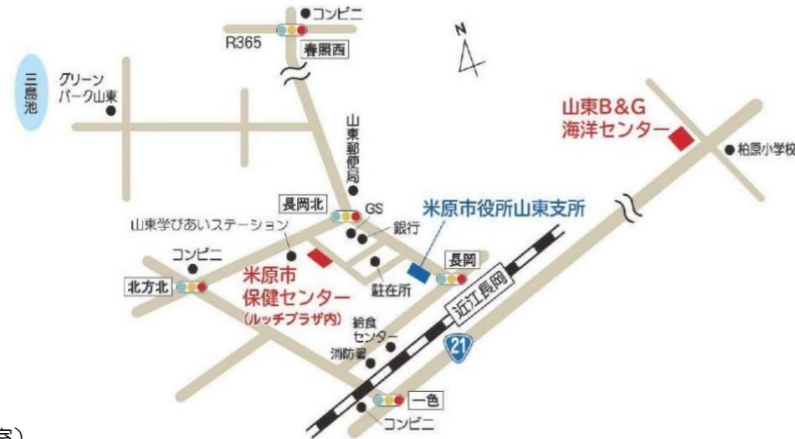 コンビニ
R365
春照西
N
三島池
グリーン
パーク山東
山東B&G
海洋センター
柏原小学校
山東郵便局
長岡北
GS
銀行
米原市役所山東支所
山東学びあいステーション
コンビニ
北方北
米原市
保健センター
(ルッチプラザ内)
駐在所
長岡
近江長岡
給食
センター
消防署
21
一色
コンビニ